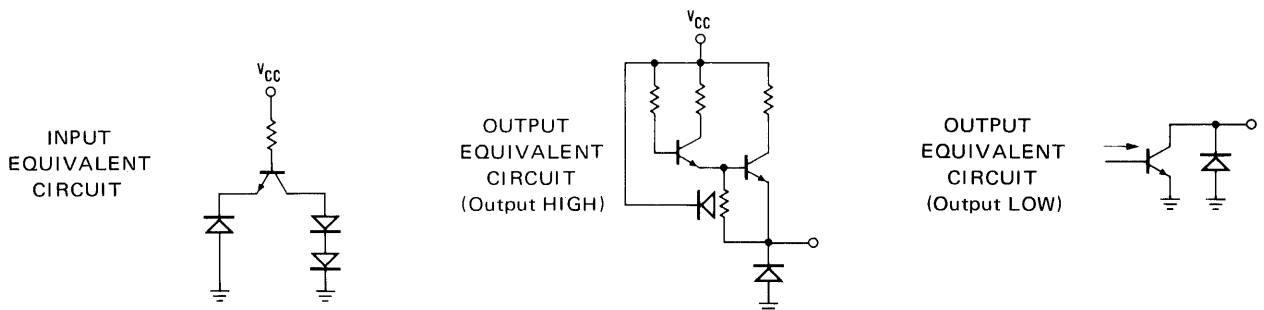 V_CC
INPUT
EQUIVALENT
CIRCUIT
V_CC
OUTPUT
EQUIVALENT
CIRCUIT
(Output HIGH)
OUTPUT
EQUIVALENT
CIRCUIT
(Output LOW)